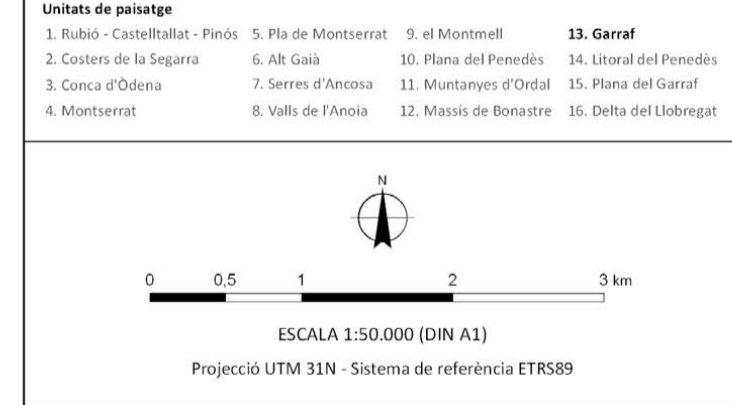 Unitats de paisatge
1. Rubió - Castelltallat - Pinós 5. Pla de Montserrat 9. el Montmell 13. Garraf
2. Costers de la Segarra 6. Alt Gaià 10. Plana del Penedès 14. Litoral del Penedès
3. Conca d'Òdena 7. Serres d'Ancosa 11. Muntanyes d'Ordal 15. Plana del Garraf
4. Montserrat 8. Valls de l'Anoia 12. Massís de Bonastre 16. Delta del Llobregat
N
0 0,5 1 2 3 km
ESCALA 1:50.000 (DIN A1)
Projecció UTM 31N - Sistema de referència ETRS89